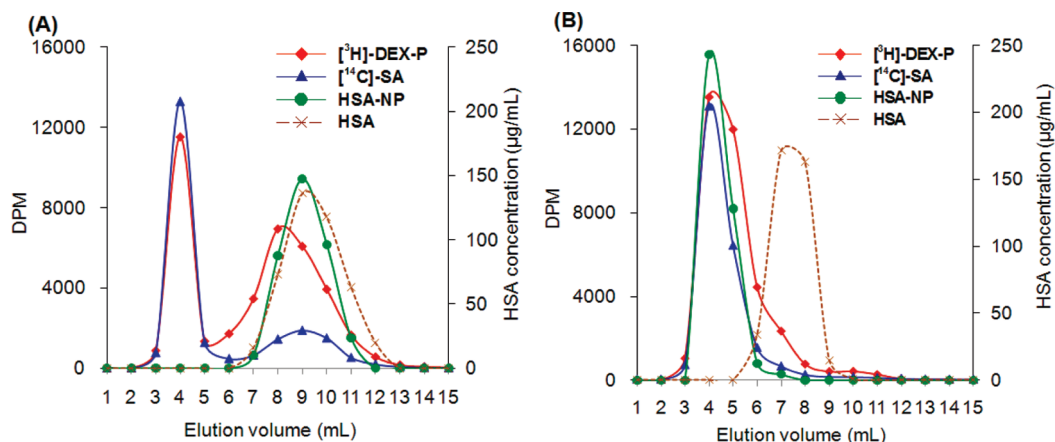 (A)
[³H]-DEX-P
[¹⁴C]-SA
HSA-NP
HSA
16000
12000
8000
4000
0
DPM
250
200
150
100
50
0
HSA concentration (µg/mL)
1 2 3 4 5 6 7 8 9 10 11 12 13 14 15
Elution volume (mL)
(B)
[³H]-DEX-P
[¹⁴C]-SA
HSA-NP
HSA
16000
12000
8000
4000
0
DPM
250
200
150
100
50
0
HSA concentration (µg/mL)
1 2 3 4 5 6 7 8 9 10 11 12 13 14 15
Elution volume (mL)